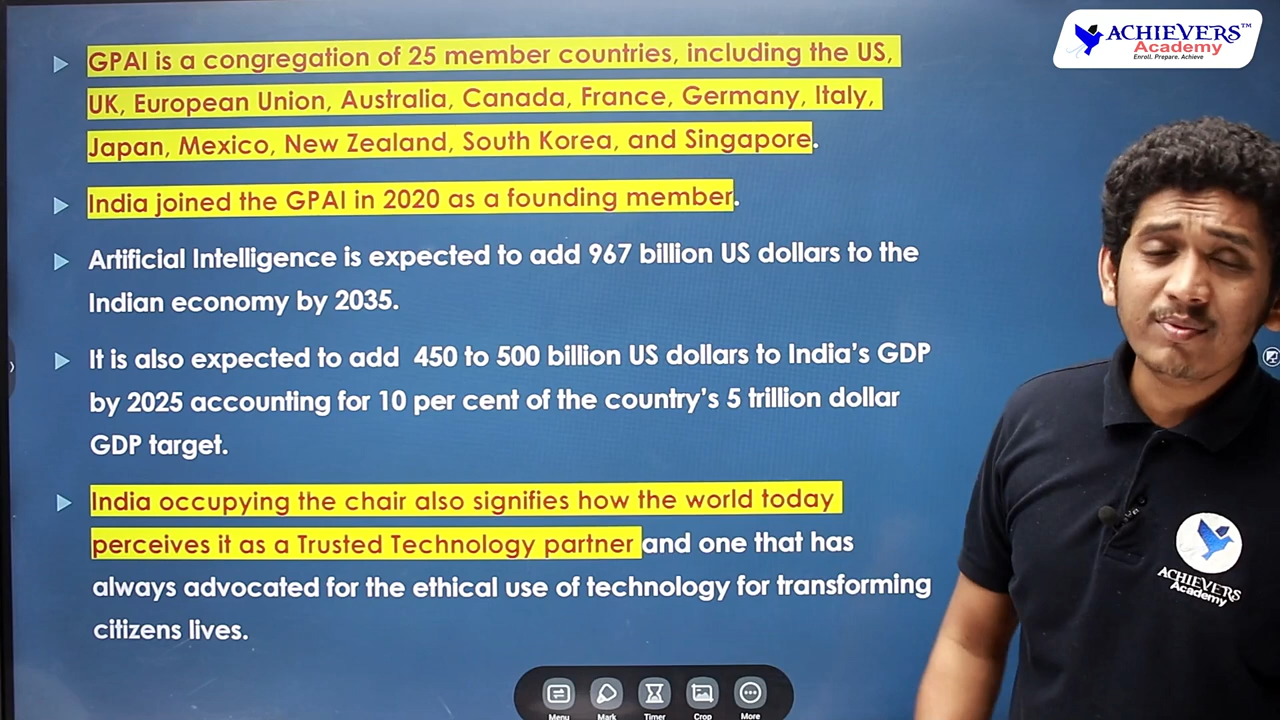 GPAI is a congregation of 25 member countries, including the US,
UK, European Union, Australia, Canada, France, Germany, Italy,
Japan, Mexico, New Zealand, South Korea, and Singapore.
India joined the GPAI in 2020 as a founding member.
Artificial Intelligence is expected to add 967 billion US dollars to the
Indian economy by 2035.
It is also expected to add 450 to 500 billion US dollars to India's GDP
by 2025 accounting for 10 per cent of the country's 5 trillion dollar
GDP target.
India occupying the chair also signifies how the world today
perceives it as a Trusted Technology partner and one that has
always advocated for the ethical use of technology for transforming
citizens lives.
ACHIEVERS™
Academy
Enroll. Prepare. Achieve
ACHIEVERS
Academy
Menu Mark Timer Crop More